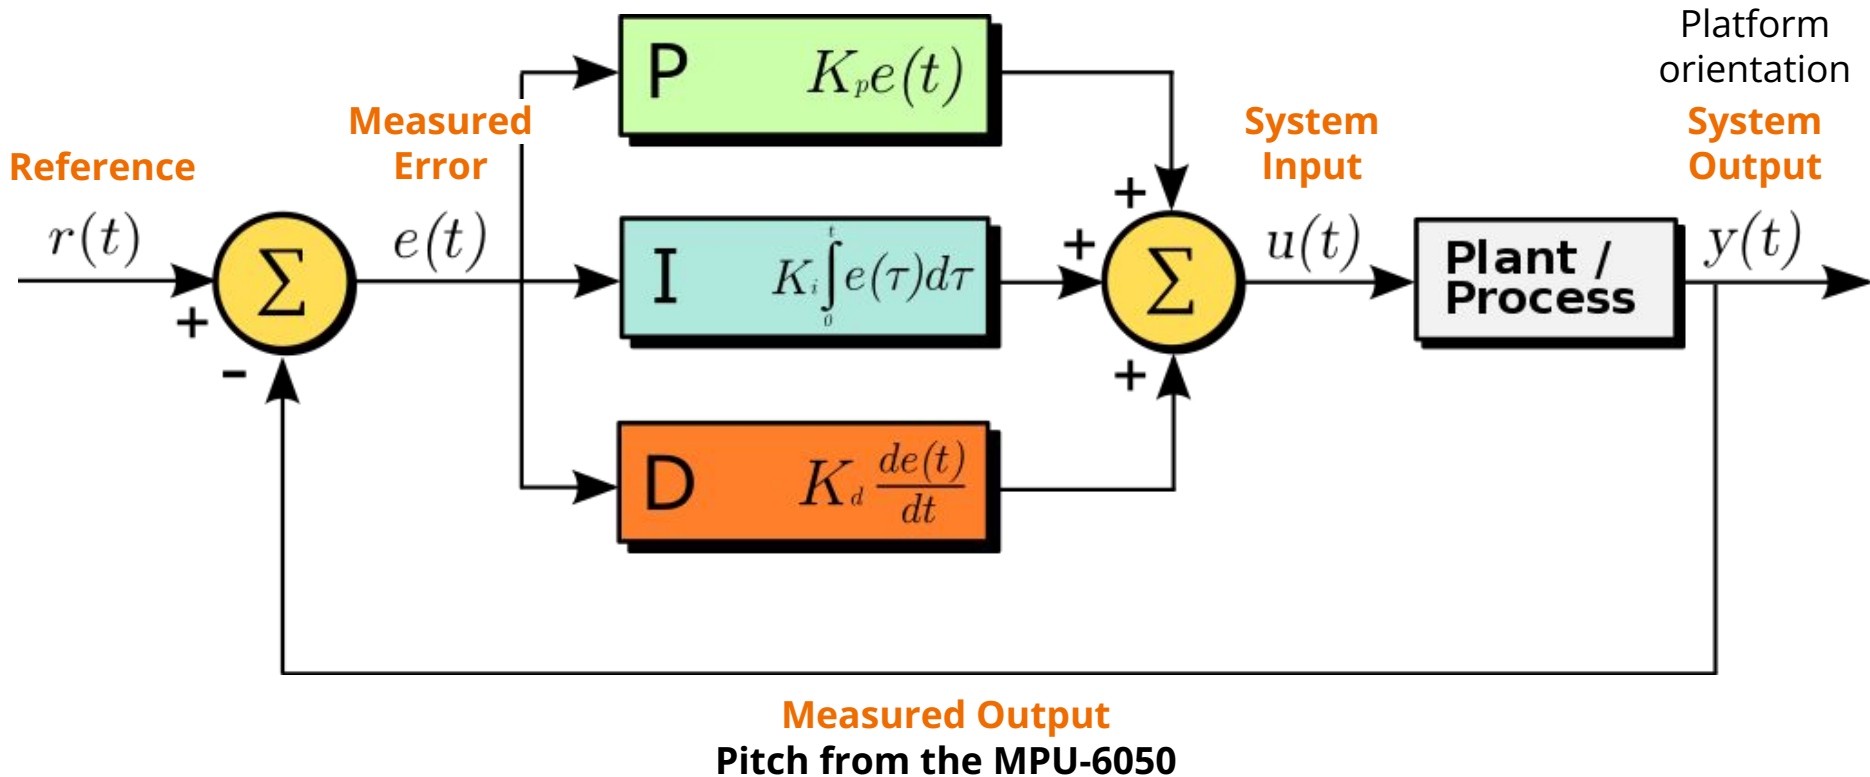 Platform
orientation
Reference
Measured
Error
System
Input
System
Output
P K_p e(t)
r(t)
e(t)
I K_i ∫_0^t e(τ)dτ
u(t)
Plant /
Process
y(t)
Σ
Σ
+
-
+
+
+
D K_d de(t)/dt
Measured Output
Pitch from the MPU-6050